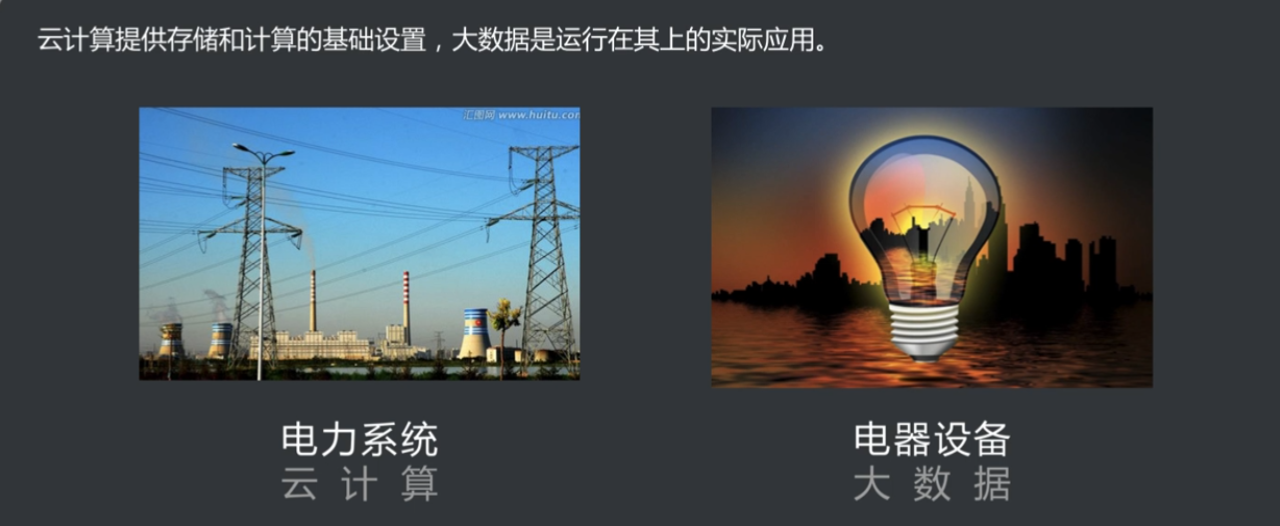 云计算提供存储和计算的基础设置，大数据是运行在其上的实际应用。
汇图网 www.huitu.com
电力系统
云计算
电器设备
大数据